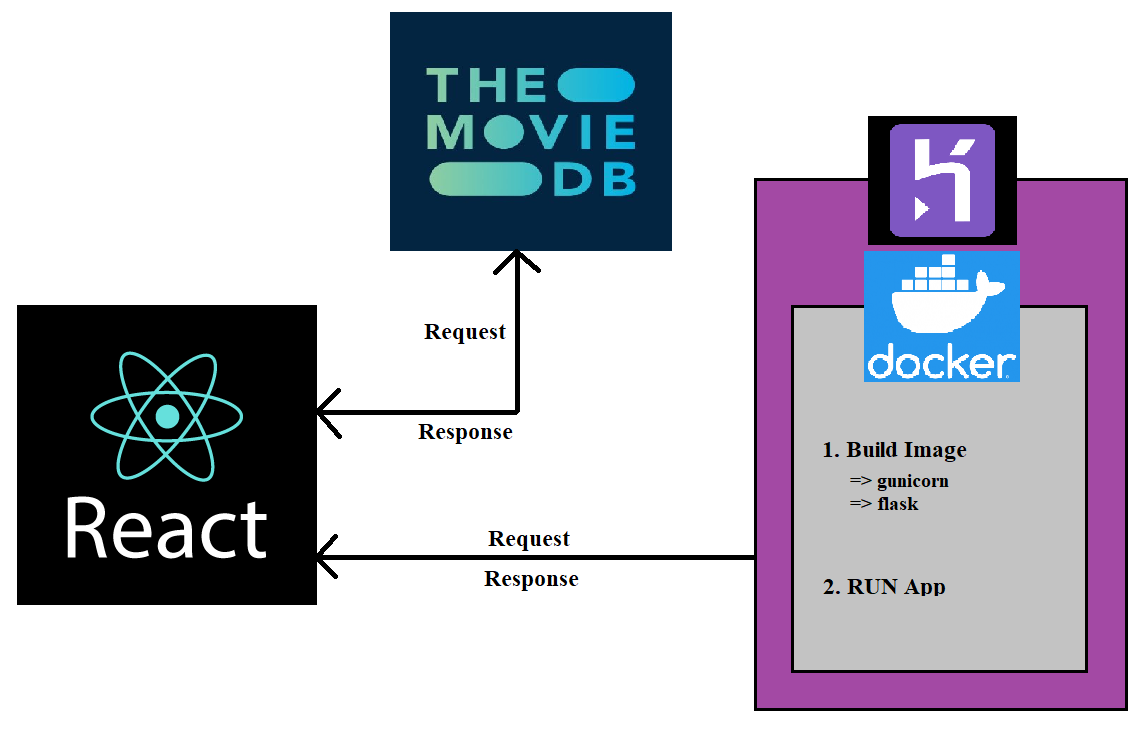 THE
MOVIE
DB
Request
Response
React
Request
Response
docker
1. Build Image
=> gunicorn
=> flask
2. RUN App